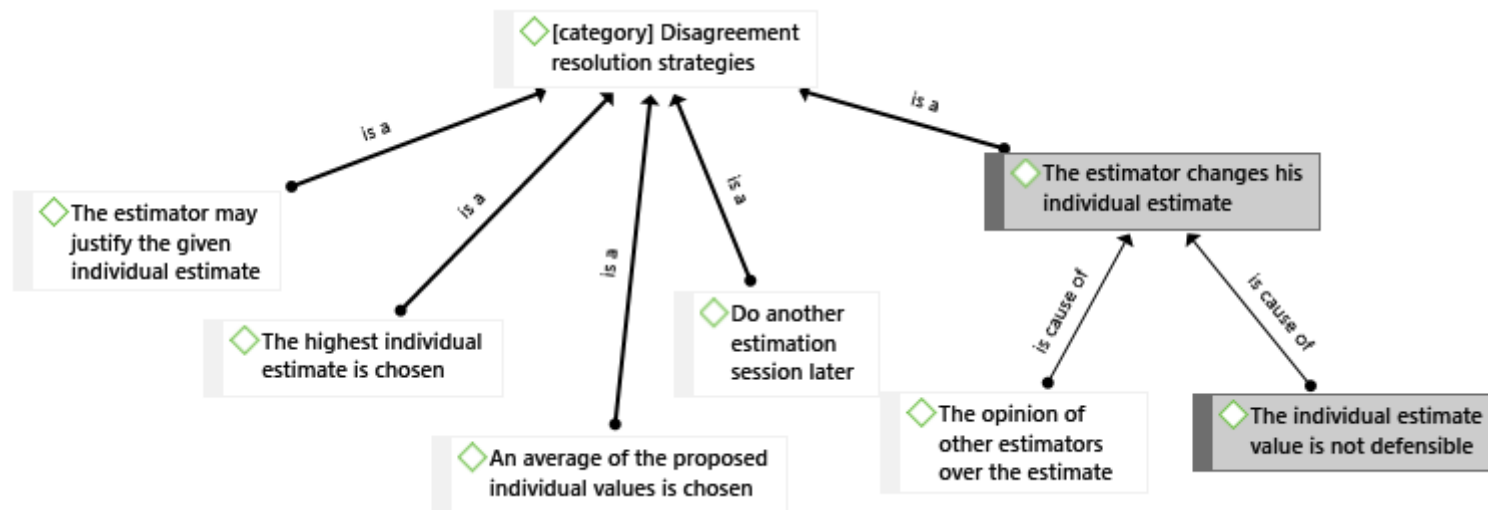 [category] Disagreement
resolution strategies
is a
is a
is a
is a
is a
The estimator changes his
individual estimate
The estimator may
justify the given
individual estimate
The highest individual
estimate is chosen
Do another
estimation
session later
An average of the proposed
individual values is chosen
is cause of
is cause of
The opinion of
other estimators
over the estimate
The individual estimate
value is not defensible